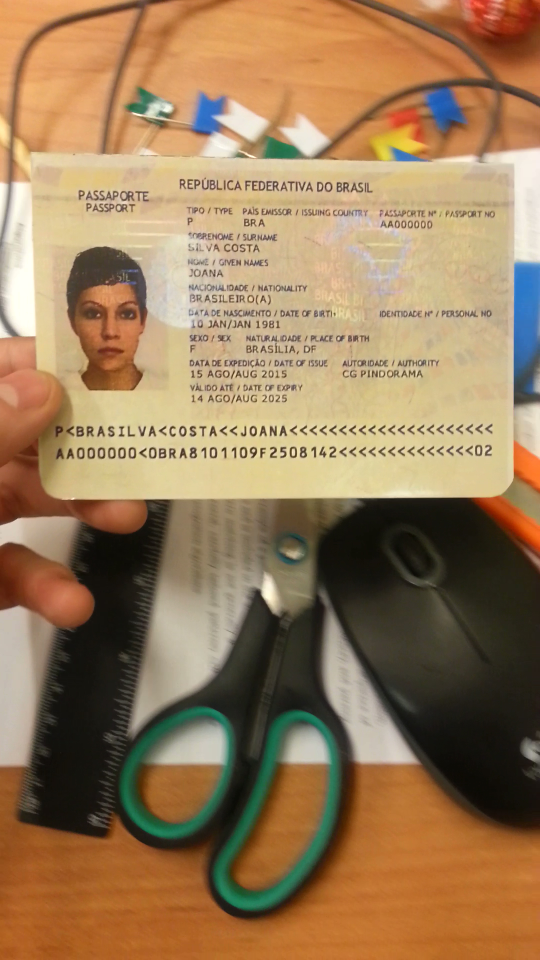 REPÚBLICA FEDERATIVA DO BRASIL
PASSAPORTE
PASSPORT
TIPO / TYPE PAÍS EMISSOR / ISSUING COUNTRY PASSAPORTE Nº / PASSPORT NO
P BRA AA000000
SOBRENOME / SURNAME
SILVA COSTA
NOME / GIVEN NAMES
JOANA
NACIONALIDADE / NATIONALITY
BRASILEIRO(A)
DATA DE NASCIMENTO / DATE OF BIRTH IDENTIDADE Nº / PERSONAL NO
10 JAN/JAN 1981
SEXO / SEX NATURALIDADE / PLACE OF BIRTH
F BRASÍLIA, DF
DATA DE EXPEDIÇÃO / DATE OF ISSUE AUTORIDADE / AUTHORITY
15 AGO/AUG 2015 CG PINDORAMA
VÁLIDO ATÉ / DATE OF EXPIRY
14 AGO/AUG 2025
P<BRASILVA<COSTA<<JOANA<<<<<<<<<<<<<<<<<<<<<
AA000000<0BRA8101109F2508142<<<<<<<<<<<<<<02